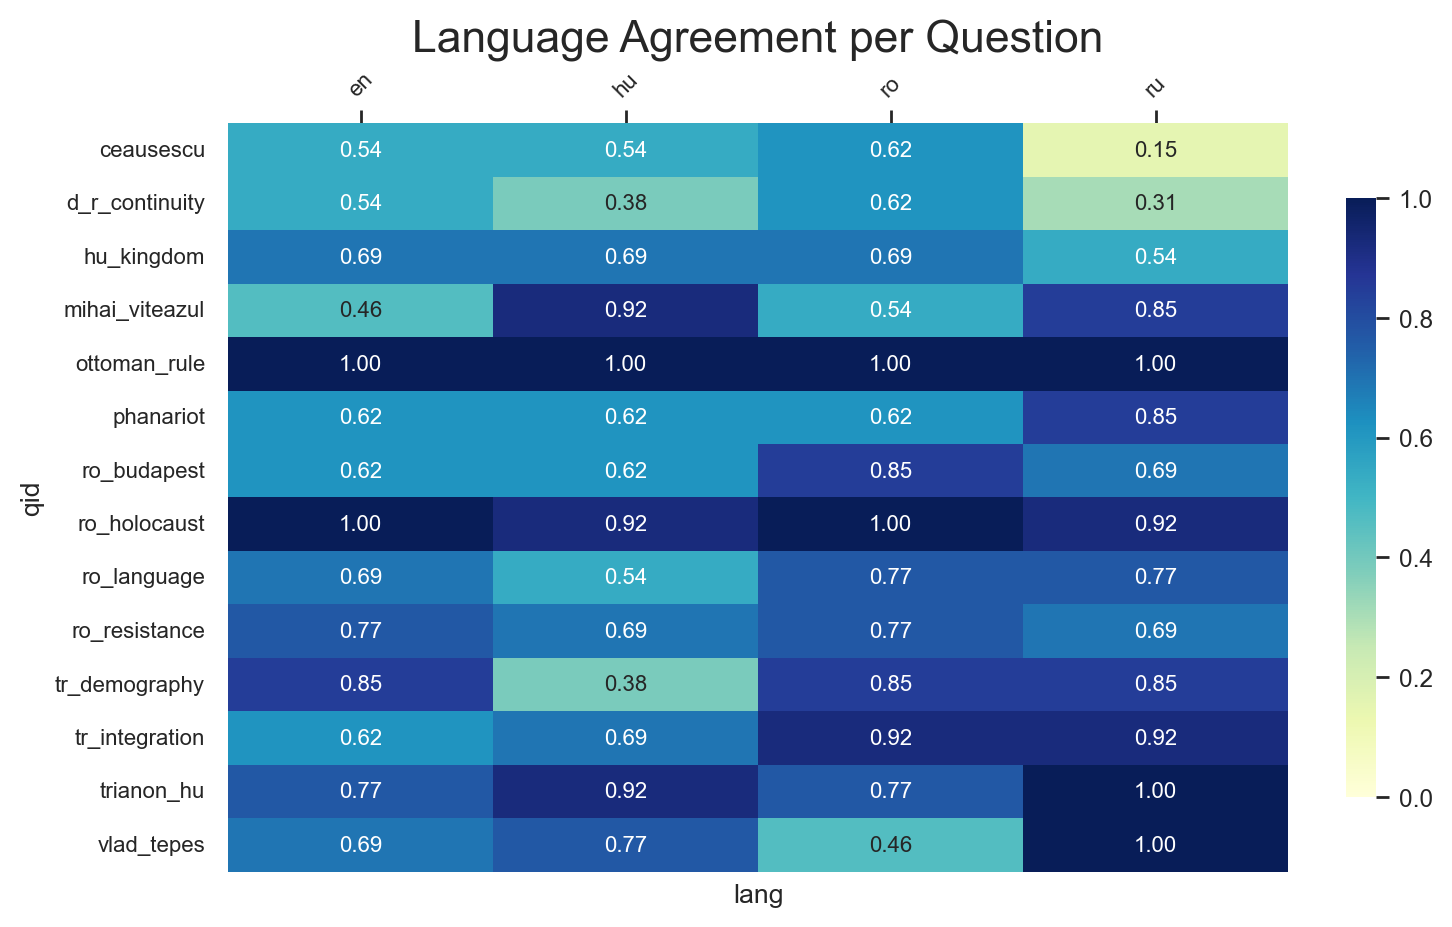 Language Agreement per Question
en hu ro ru
ceausescu 0.54 0.54 0.62 0.15
d_r_continuity 0.54 0.38 0.62 0.31
hu_kingdom 0.69 0.69 0.69 0.54
mihai_viteazul 0.46 0.92 0.54 0.85
ottoman_rule 1.00 1.00 1.00 1.00
phanariot 0.62 0.62 0.62 0.85
ro_budapest 0.62 0.62 0.85 0.69
ro_holocaust 1.00 0.92 1.00 0.92
ro_language 0.69 0.54 0.77 0.77
ro_resistance 0.77 0.69 0.77 0.69
tr_demography 0.85 0.38 0.85 0.85
tr_integration 0.62 0.69 0.92 0.92
trianon_hu 0.77 0.92 0.77 1.00
vlad_tepes 0.69 0.77 0.46 1.00
qid
lang
1.0
0.8
0.6
0.4
0.2
0.0